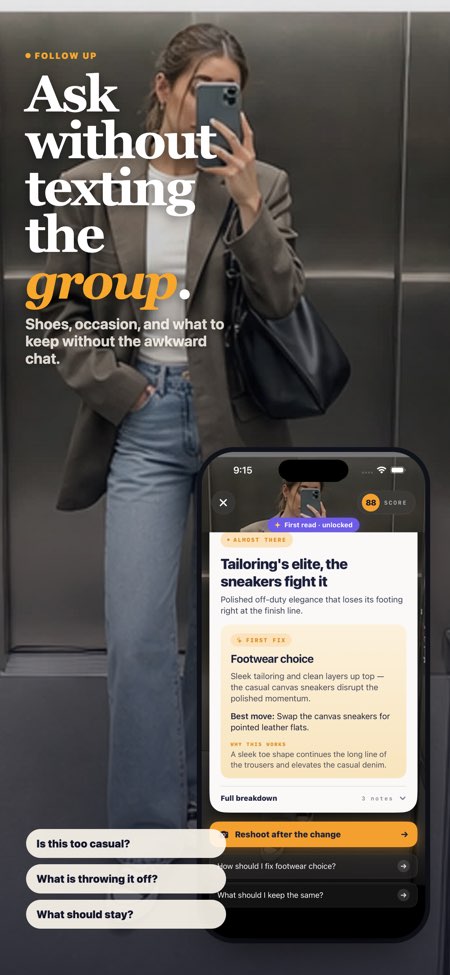 FOLLOW UP
Ask
without
texting
the
group.
Shoes, occasion, and what to
keep without the awkward
chat.
9:15
88 SCORE
First read · unlocked
ALMOST THERE
Tailoring's elite, the
sneakers fight it
Polished off-duty elegance that loses its footing
right at the finish line.
FIRST FIX
Footwear choice
Sleek tailoring and clean layers up top —
the casual canvas sneakers disrupt the
polished momentum.
Best move: Swap the canvas sneakers for
pointed leather flats.
WHY THIS WORKS
A sleek toe shape continues the long line of
the trousers and elevates the casual denim.
Full breakdown
3 notes
Reshoot after the change
How should I fix footwear choice?
What should I keep the same?
Is this too casual?
What is throwing it off?
What should stay?